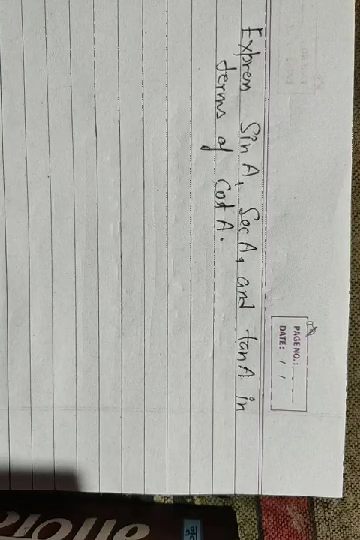 PAGE NO.:
DATE: / /
Express Sin A, Sec A, and tan A in
terms of Cot A.